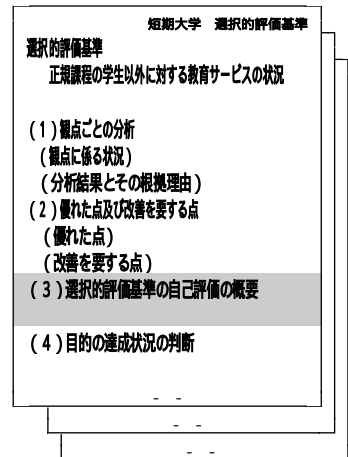 短期大学 選択的評価基準
選択的評価基準
正規課程の学生以外に対する教育サービスの状況
(1)観点ごとの分析
(観点に係る状況)
(分析結果とその根拠理由)
(2)優れた点及び改善を要する点
(優れた点)
(改善を要する点)
(3)選択的評価基準の自己評価の概要
(4)目的の達成状況の判断
- -
- -
- -